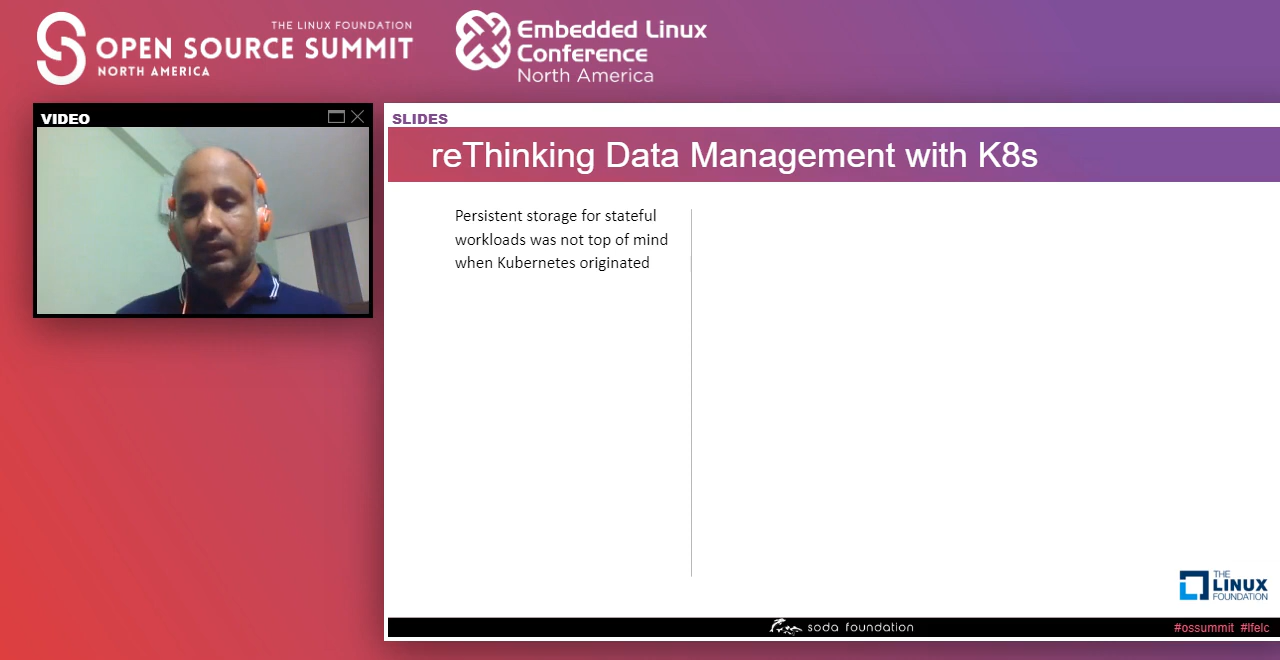 THE LINUX FOUNDATION
OPEN SOURCE SUMMIT
NORTH AMERICA
Embedded Linux
Conference
North America
VIDEO
SLIDES
reThinking Data Management with K8s
Persistent storage for stateful
workloads was not top of mind
when Kubernetes originated
THE
LINUX
FOUNDATION
soda foundation
#ossummit #lfelc